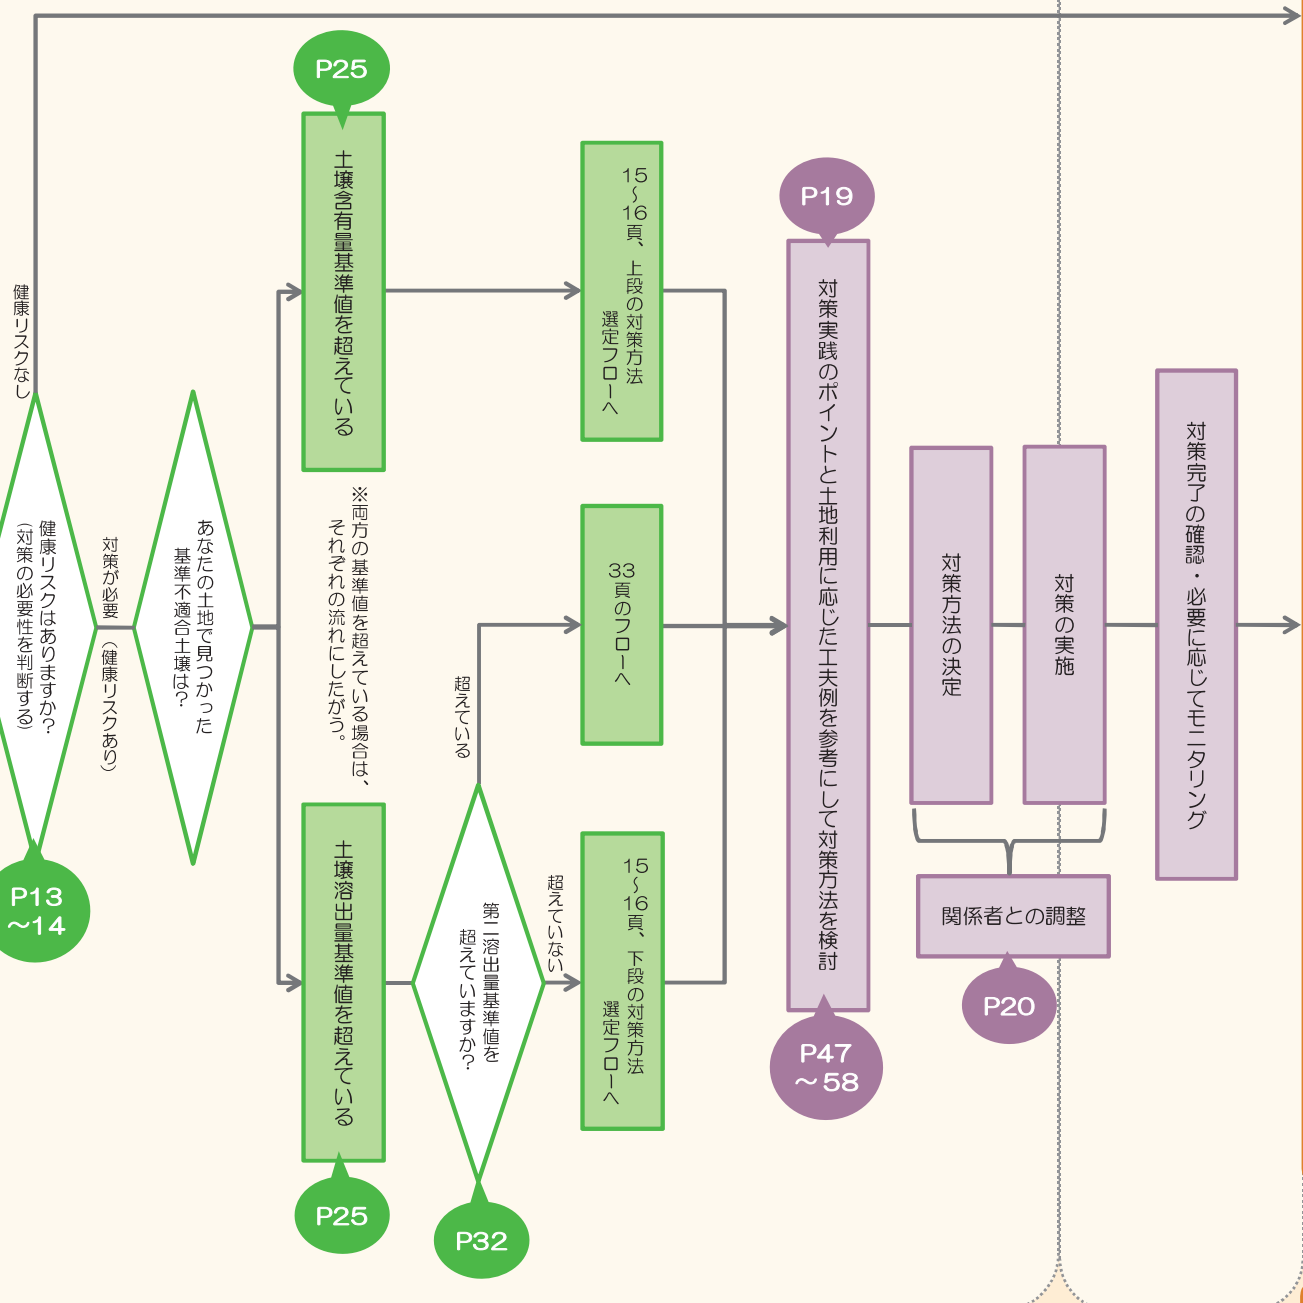 健康リスクなし
健康リスクはありますか？
（対策の必要性を判断する）
P13
～14
対策が必要（健康リスクあり）
あなたの土地で見つかった
基準不適合土壌は？
P25
土壌含有量基準値を超えている
※両方の基準値を超えている場合は、
それぞれの流れにしたがう。
土壌溶出量基準値を超えている
P25
超えている
第二溶出量基準値を
超えていますか？
P32
超えていない
15～16頁、上段の対策方法
選定フローへ
33頁のフローへ
15～16頁、下段の対策方法
選定フローへ
P19
対策実践のポイントと土地利用に応じた工夫例を参考にして対策方法を検討
P47
～58
対策方法の決定
対策の実施
関係者との調整
P20
対策完了の確認・必要に応じてモニタリング